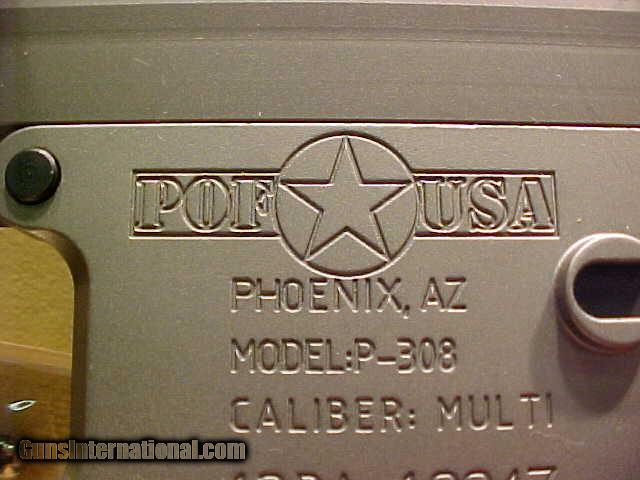 POF USA
PHOENIX, AZ
MODEL:P-308
CALIBER: MULTI
GunsInternational.com